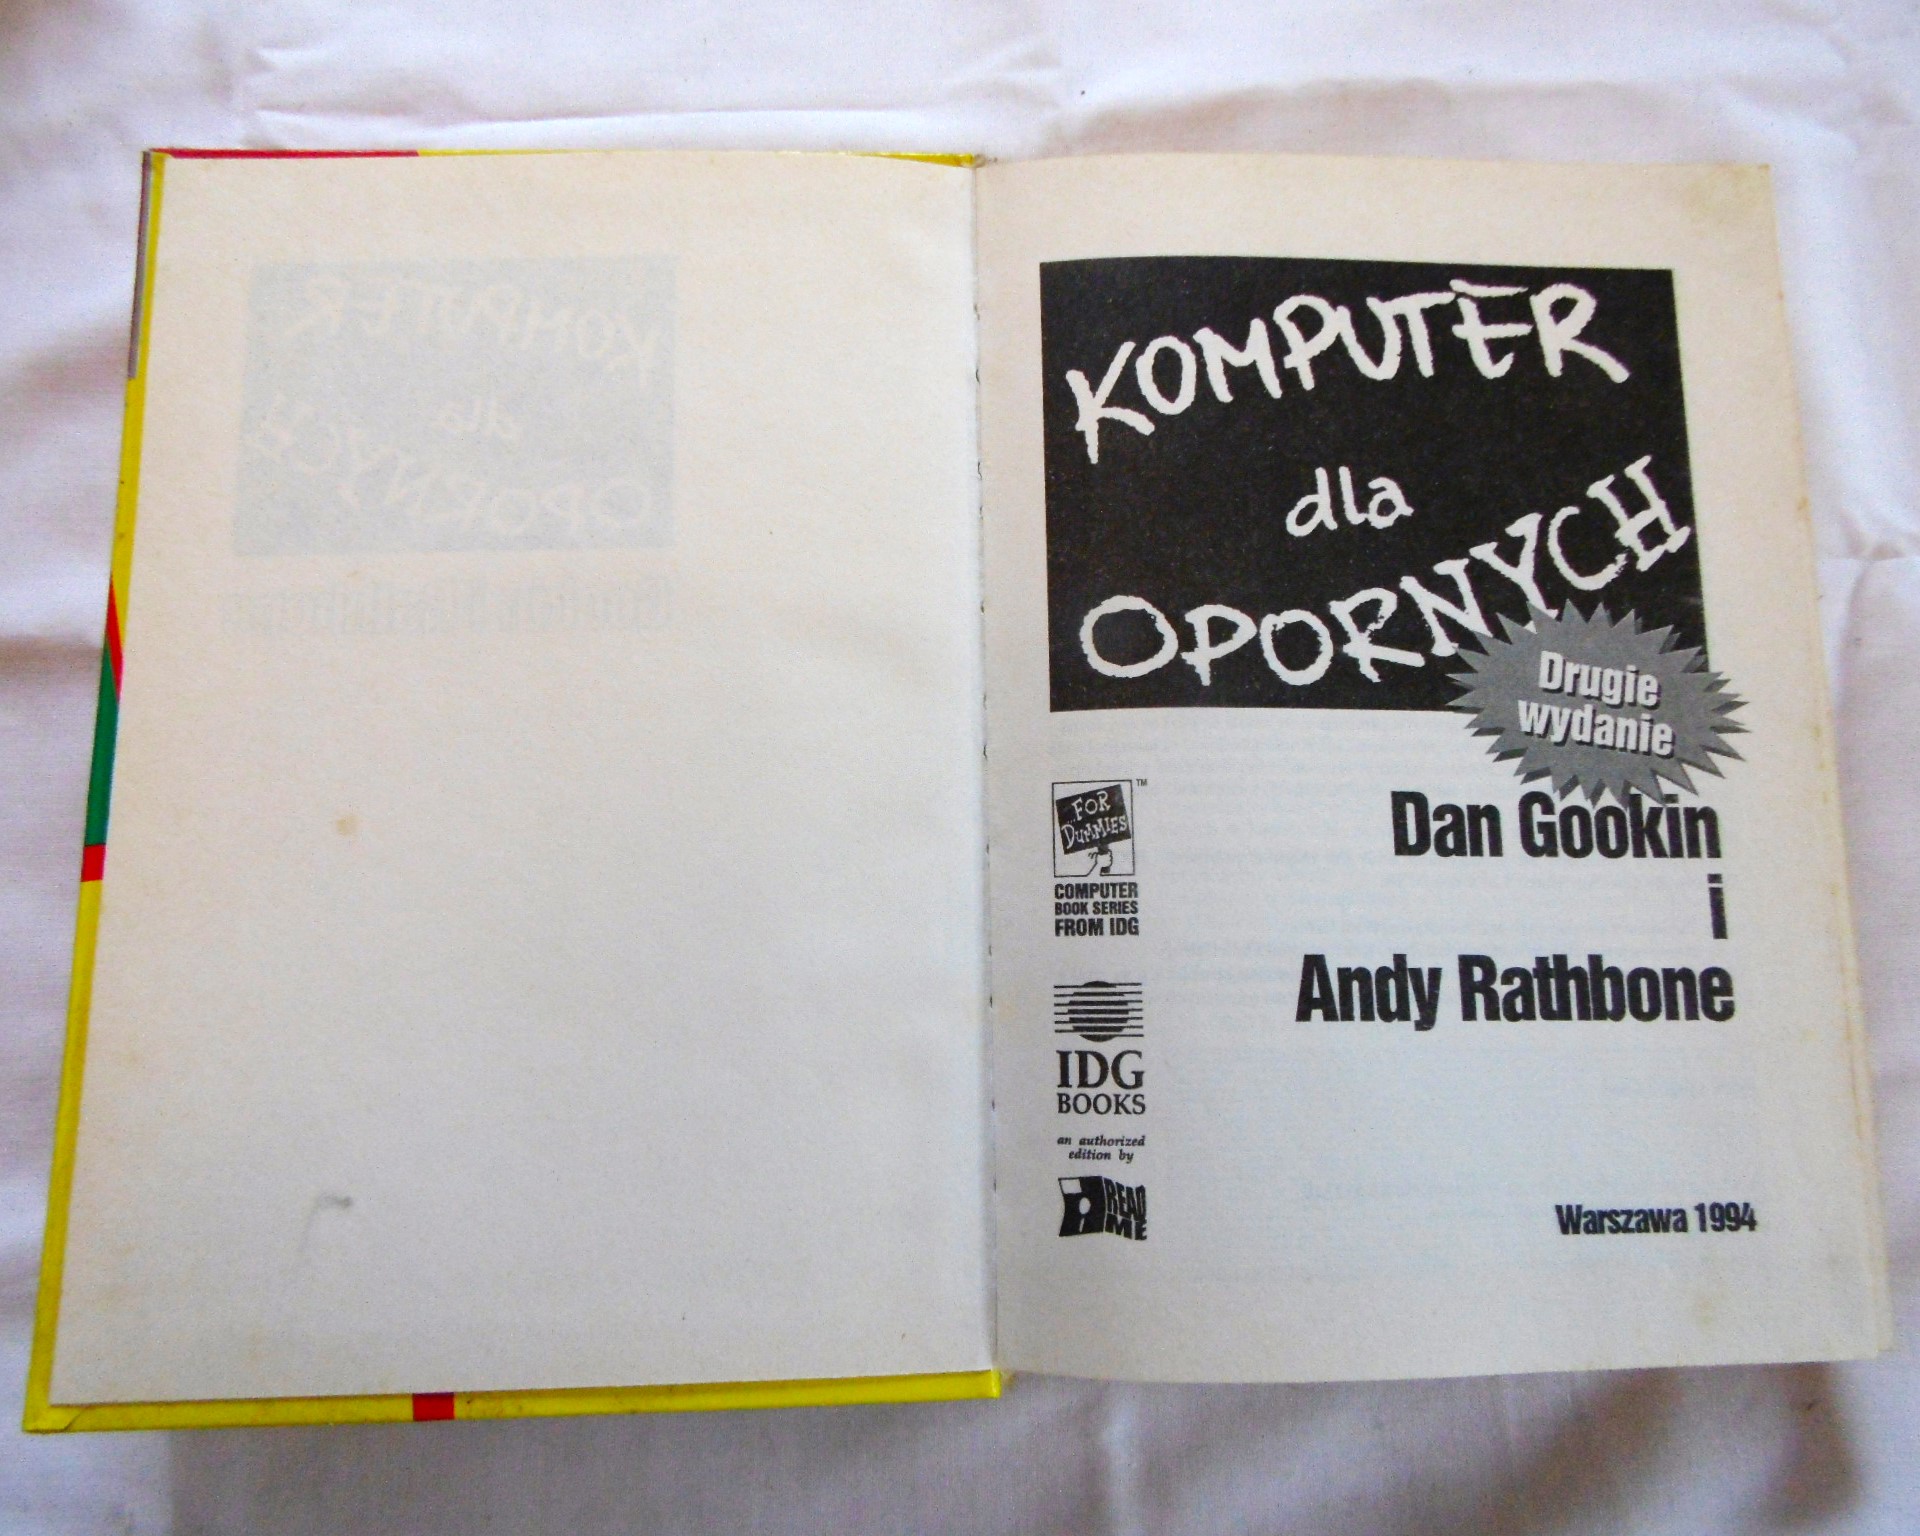 KOMPUTER
dla
OPORNYCH
Drugie
wydanie
Dan Gookin
i
Andy Rathbone
...FOR
DUMMIES
TM
COMPUTER
BOOK SERIES
FROM IDG
IDG
BOOKS
an authorized
edition by
READ
ME
Warszawa 1994